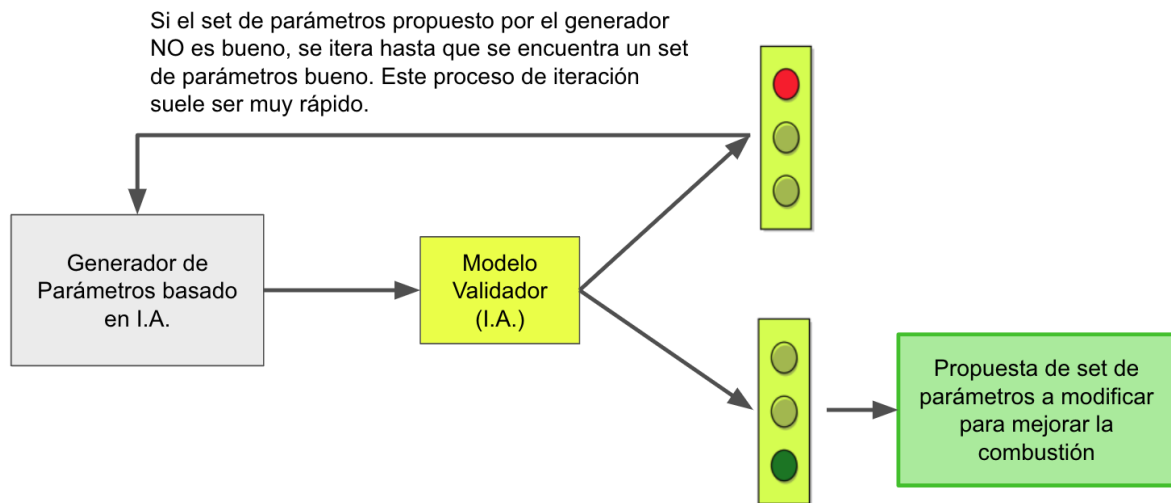 Si el set de parámetros propuesto por el generador
NO es bueno, se itera hasta que se encuentra un set
de parámetros bueno. Este proceso de iteración
suele ser muy rápido.
Generador de
Parámetros basado
en I.A.
Modelo
Validador
(I.A.)
Propuesta de set de
parámetros a modificar
para mejorar la
combustión